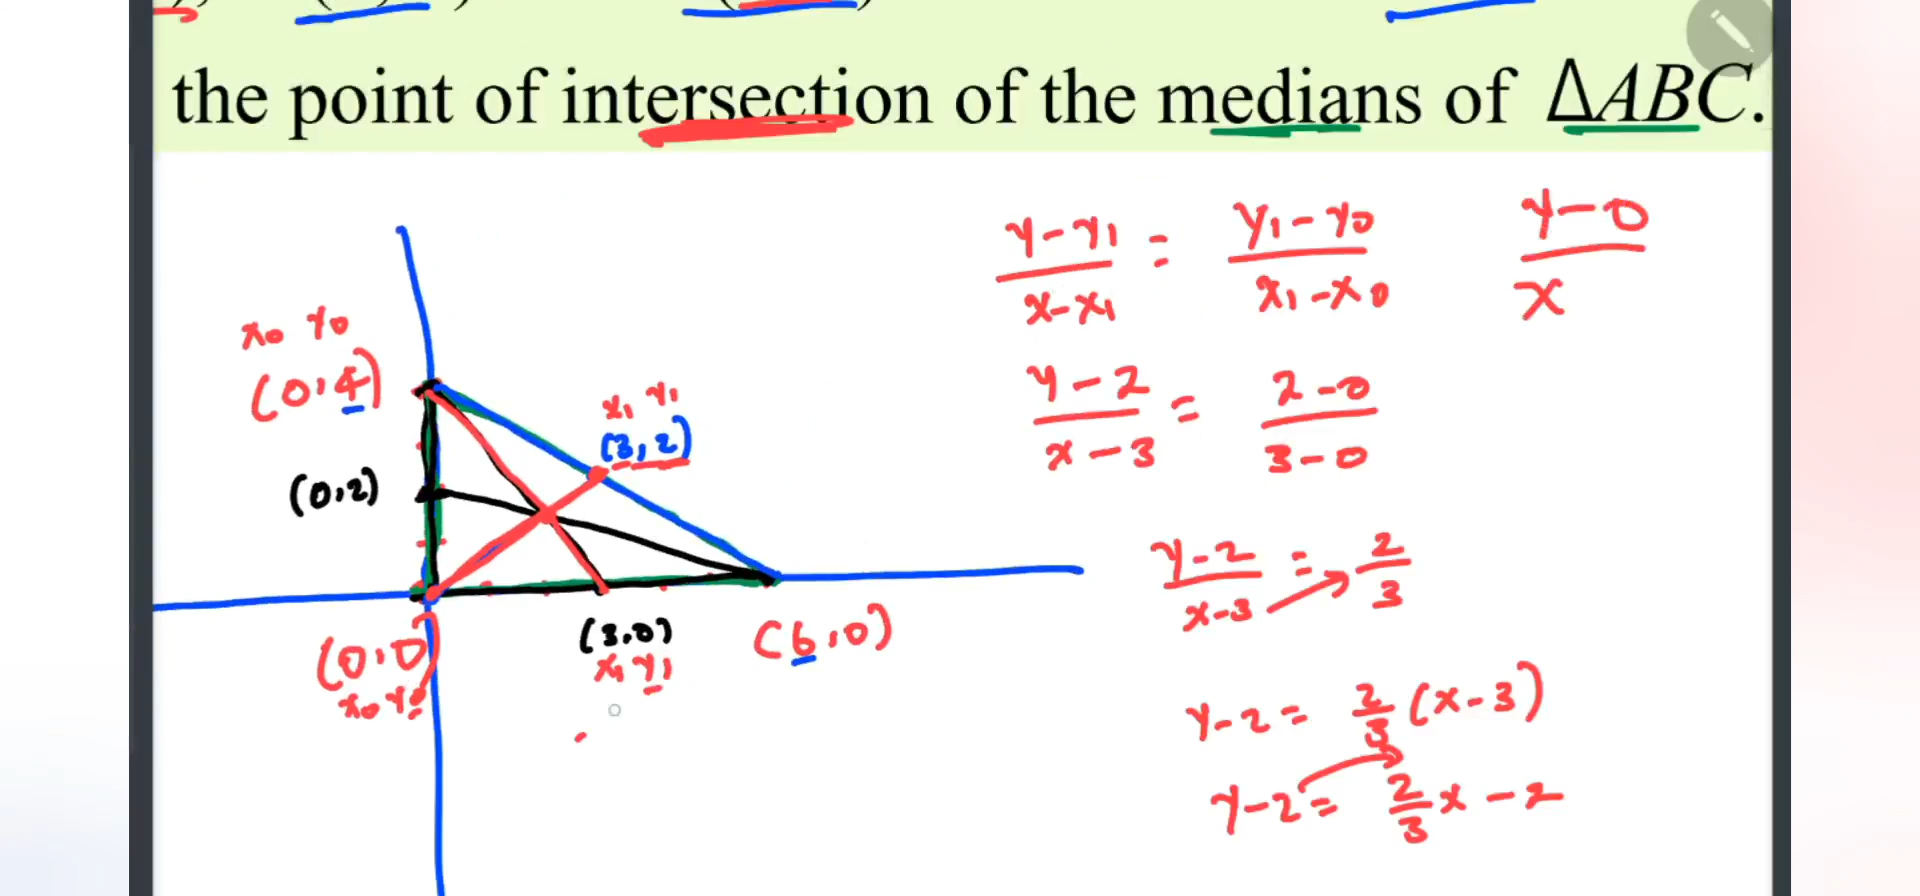 the point of intersection of the medians of ΔABC.
x₀ y₀
(0,4)
x₁ y₁
(3,2)
(0,2)
(0,0)
x₀ y₀
(3,0)
x₁ y₁
(6,0)
y-y₁/x-x₁ = y₁-y₀/x₁-x₀
y-0/x
y-2/x-3 = 2-0/3-0
y-2/x-3 = 2/3
y-2 = 2/3 (x-3)
y-2 = 2/3 x - 2